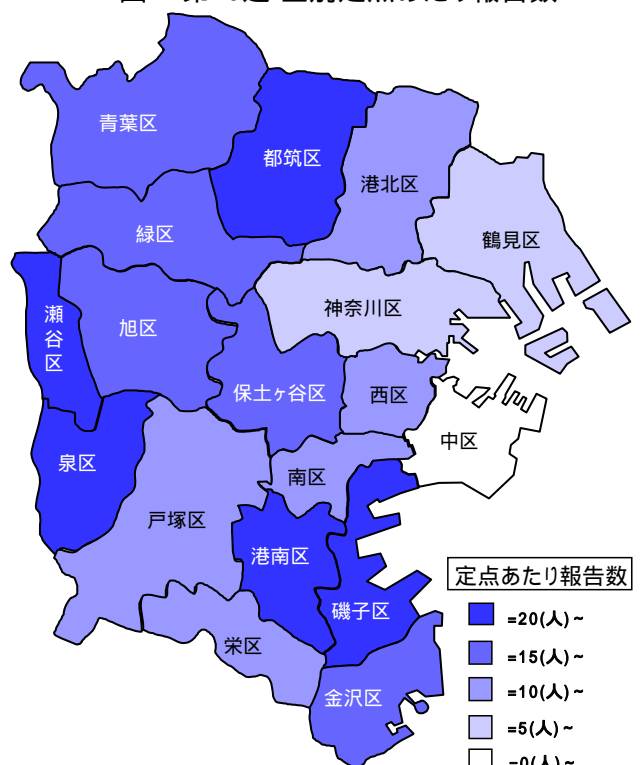 青葉区
都筑区
港北区
緑区
鶴見区
神奈川区
瀬谷区
旭区
保土ヶ谷区
西区
中区
泉区
南区
戸塚区
港南区
磯子区
栄区
金沢区
定点あたり報告数
=20(人)~
=15(人)~
=10(人)~
=5(人)~
=0(人)~